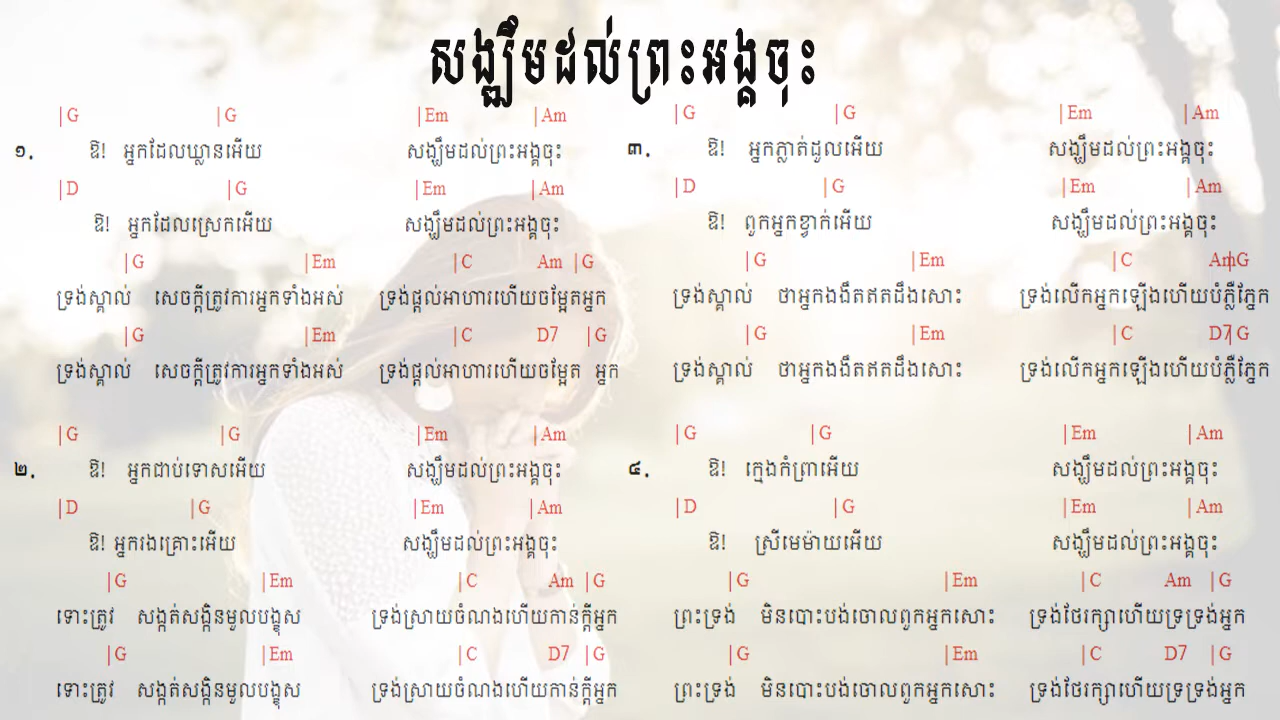 សង្ឃឹមដល់ព្រះអង្គចុះ
|G |G |Em |Am
១. ឱ! អ្នកដែលឃ្លានអើយ សង្ឃឹមដល់ព្រះអង្គចុះ
|D |G |Em |Am
ឱ! អ្នកដែលស្រេកអើយ សង្ឃឹមដល់ព្រះអង្គចុះ
|G |Em |C Am |G
ទ្រង់ស្គាល់ សេចក្ដីត្រូវការអ្នកទាំងអស់ ទ្រង់ផ្ដល់អាហារហើយចម្អែតអ្នក
|G |Em |C D7 |G
ទ្រង់ស្គាល់ សេចក្ដីត្រូវការអ្នកទាំងអស់ ទ្រង់ផ្ដល់អាហារហើយចម្អែត អ្នក
|G |G |Em |Am
២. ឱ! អ្នកជាប់ទោសអើយ សង្ឃឹមដល់ព្រះអង្គចុះ
|D |G |Em |Am
ឱ! អ្នករងគ្រោះអើយ សង្ឃឹមដល់ព្រះអង្គចុះ
|G |Em |C Am |G
ទោះត្រូវ សង្កត់សង្កិនមួលបង្ខុស ទ្រង់ស្រាយចំណងហើយកាន់ក្ដីអ្នក
|G |Em |C D7 |G
ទោះត្រូវ សង្កត់សង្កិនមួលបង្ខុស ទ្រង់ស្រាយចំណងហើយកាន់ក្ដីអ្នក
|G |G |Em |Am
៣. ឱ! អ្នកភ្លាត់ដួលអើយ សង្ឃឹមដល់ព្រះអង្គចុះ
|D |G |Em |Am
ឱ! ពួកអ្នកខ្វាក់អើយ សង្ឃឹមដល់ព្រះអង្គចុះ
|G |Em |C Am|G
ទ្រង់ស្គាល់ ថាអ្នកងងឹតឥតដឹងសោះ ទ្រង់លើកអ្នកឡើងហើយបំភ្លឺភ្នែក
|G |Em |C D7|G
ទ្រង់ស្គាល់ ថាអ្នកងងឹតឥតដឹងសោះ ទ្រង់លើកអ្នកឡើងហើយបំភ្លឺភ្នែក
|G |G |Em |Am
៤. ឱ! ក្មេងកំព្រាអើយ សង្ឃឹមដល់ព្រះអង្គចុះ
|D |G |Em |Am
ឱ! ស្រីមេម៉ាយអើយ សង្ឃឹមដល់ព្រះអង្គចុះ
|G |Em |C Am |G
ព្រះទ្រង់ មិនបោះបង់ចោលពួកអ្នកសោះ ទ្រង់ថែរក្សាហើយទ្រទ្រង់អ្នក
|G |Em |C D7 |G
ព្រះទ្រង់ មិនបោះបង់ចោលពួកអ្នកសោះ ទ្រង់ថែរក្សាហើយទ្រទ្រង់អ្នក